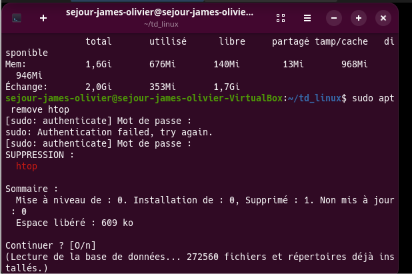 sejour-james-olivier@sejour-james-olivie...
~/td_linux
total utilisé libre partagé tamp/cache di
sponible
Mem: 1,6Gi 676Mi 140Mi 13Mi 968Mi
946Mi
Échange: 2,0Gi 353Mi 1,7Gi
sejour-james-olivier@sejour-james-olivier-VirtualBox:~/td_linux$ sudo apt
remove htop
[sudo: authenticate] Mot de passe :
sudo: Authentication failed, try again.
[sudo: authenticate] Mot de passe :
SUPPRESSION :
htop
Sommaire :
Mise à niveau de : 0. Installation de : 0, Supprimé : 1. Non mis à jour
: 0
Espace libéré : 609 ko
Continuer ? [O/n]
(Lecture de la base de données... 272560 fichiers et répertoires déjà ins
tallés.)